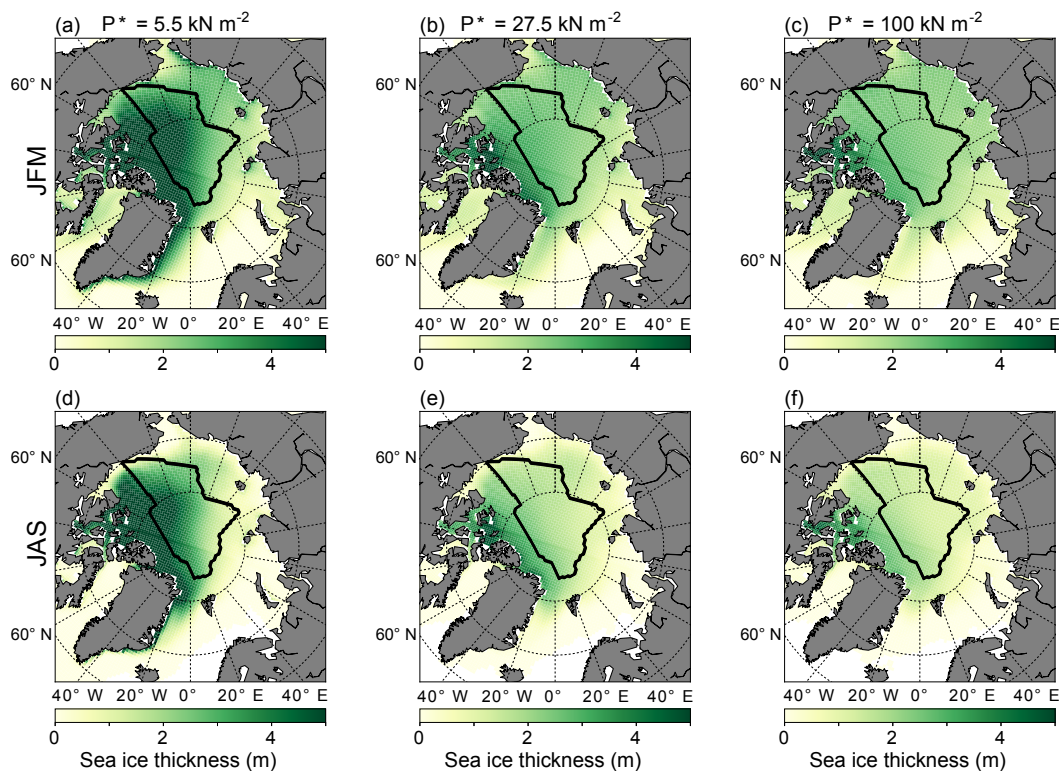 (a) P* = 5.5 kN m⁻²
(b) P* = 27.5 kN m⁻²
(c) P* = 100 kN m⁻²
JFM
60° N
60° N
60° N
60° N
60° N
60° N
40° W 20° W 0° 20° E 40° E
40° W 20° W 0° 20° E 40° E
40° W 20° W 0° 20° E 40° E
0 2 4
0 2 4
0 2 4
(d)
(e)
(f)
JAS
60° N
60° N
60° N
60° N
60° N
60° N
40° W 20° W 0° 20° E 40° E
40° W 20° W 0° 20° E 40° E
40° W 20° W 0° 20° E 40° E
0 2 4
0 2 4
0 2 4
Sea ice thickness (m)
Sea ice thickness (m)
Sea ice thickness (m)